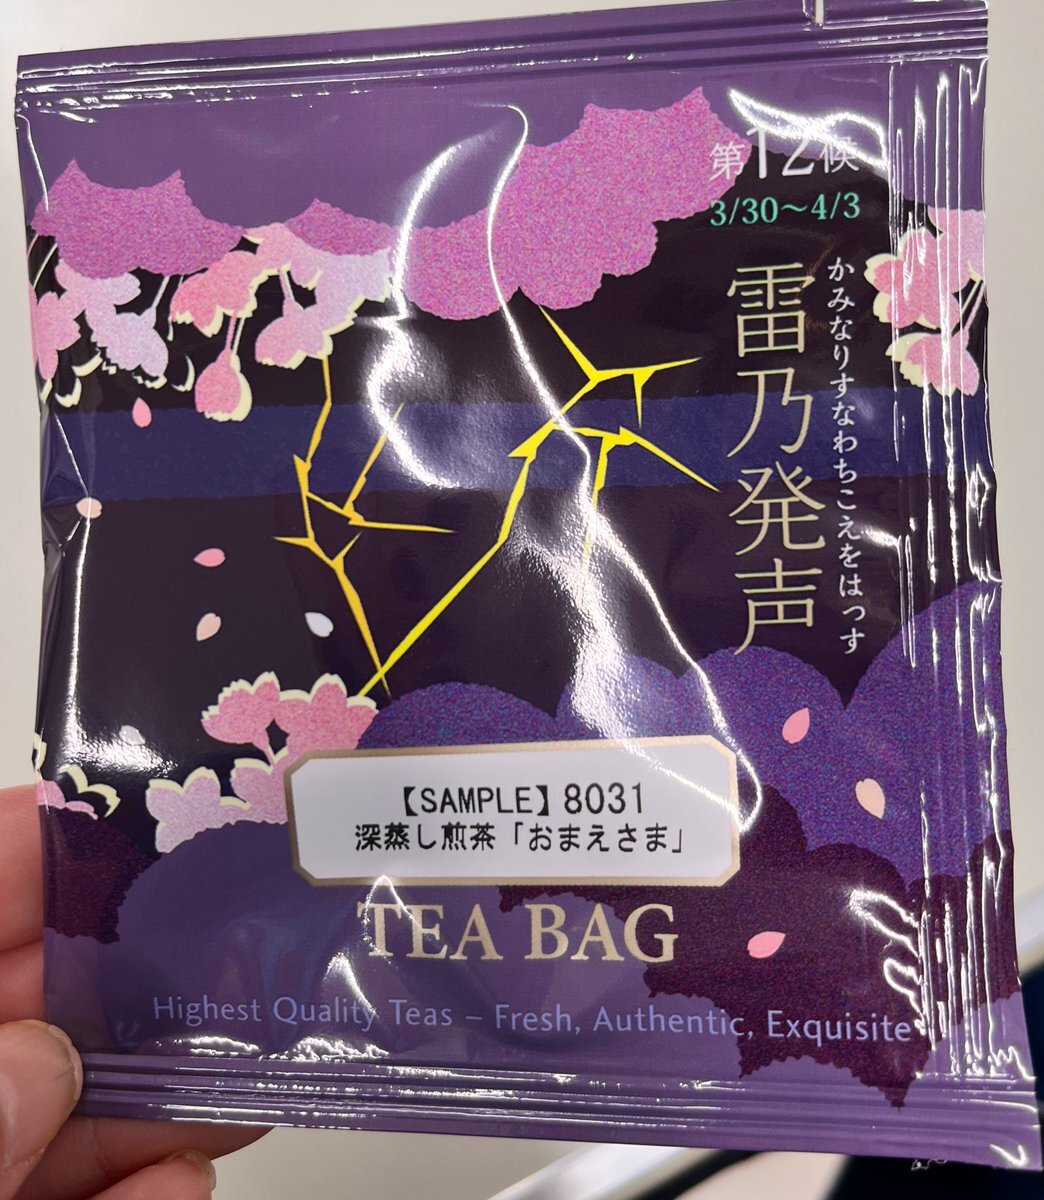 第12候
3/30〜4/3
雷乃発声
かみなりすなわちこえをはっす
【SAMPLE】8031
深蒸し煎茶「おまえさま」
TEA BAG
Highest Quality Teas – Fresh, Authentic, Exquisite